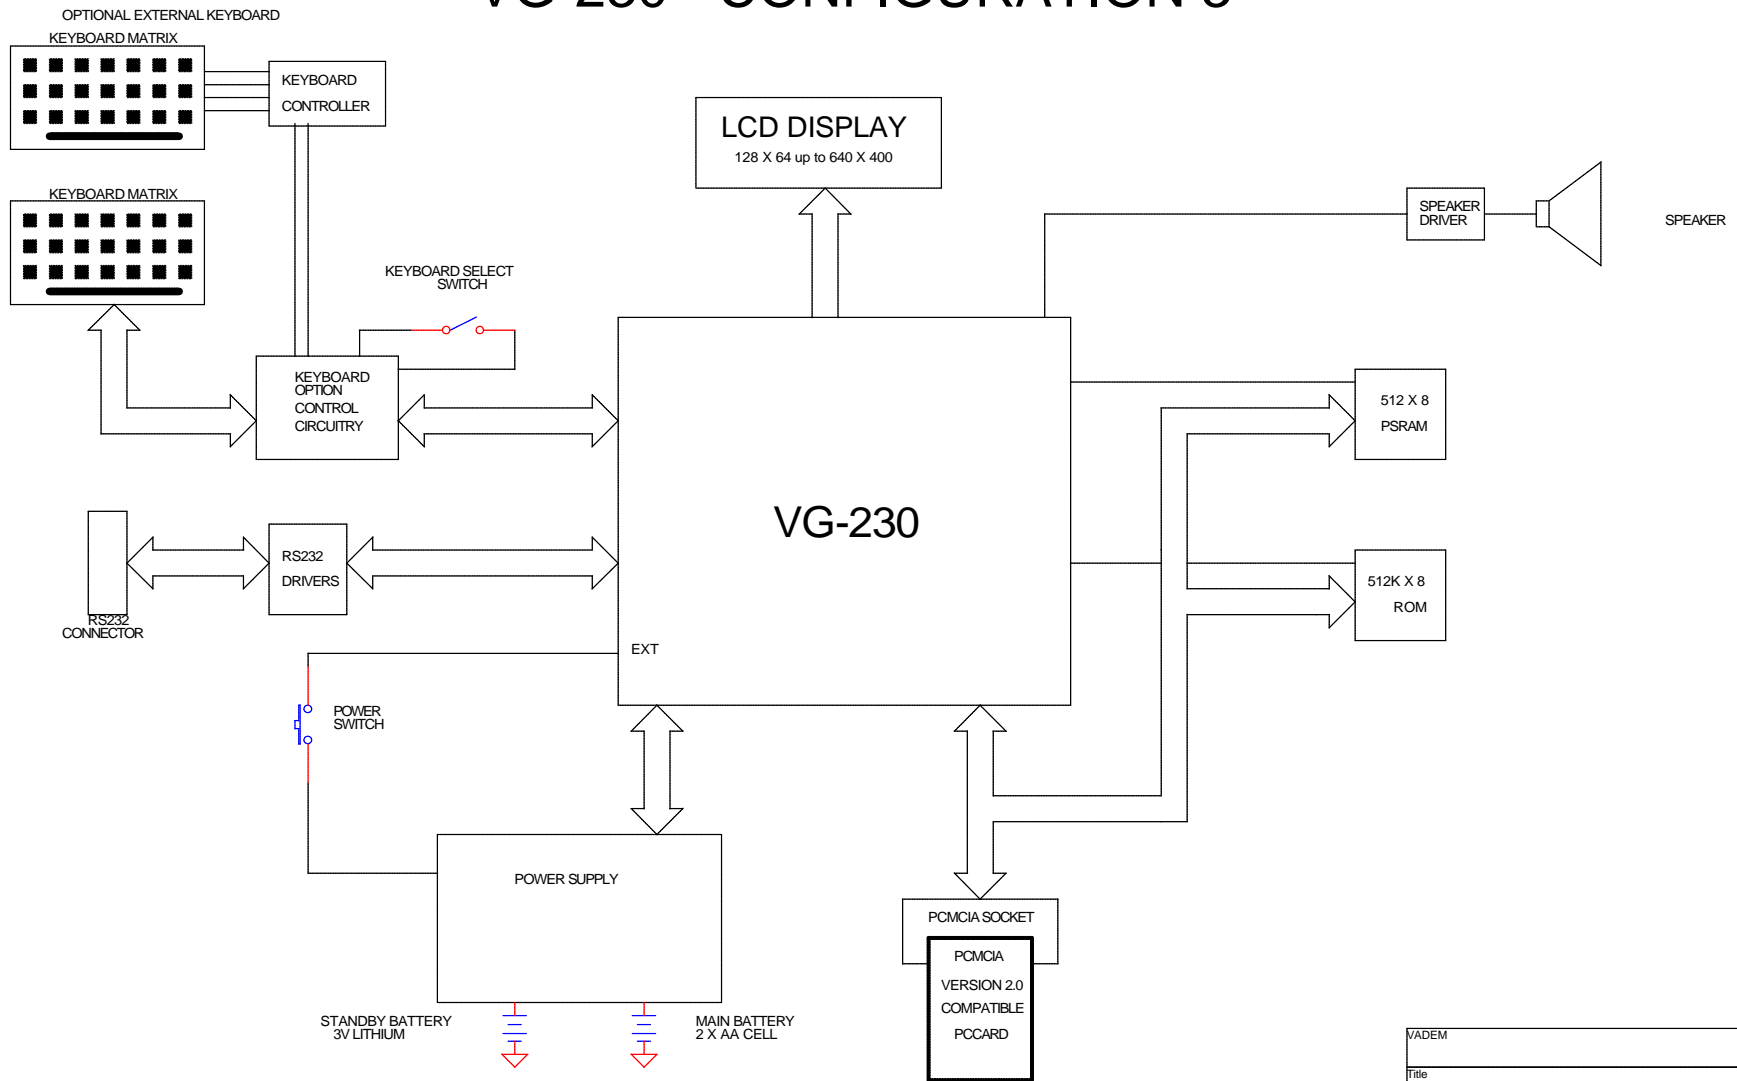 VG-230 - CONFIGURATION
OPTIONAL EXTERNAL KEYBOARD
KEYBOARD MATRIX
KEYBOARD
CONTROLLER
LCD DISPLAY
128 X 64 up to 640 X 400
KEYBOARD MATRIX
SPEAKER
DRIVER
SPEAKER
KEYBOARD SELECT
SWITCH
KEYBOARD
OPTION
CONTROL
CIRCUITRY
512 X 8
PSRAM
VG-230
RS232
DRIVERS
512K X 8
ROM
RS232
CONNECTOR
EXT
POWER
SWITCH
POWER SUPPLY
PCMCIA SOCKET
PCMCIA
VERSION 2.0
COMPATIBLE
PCCARD
STANDBY BATTERY
3V LITHIUM
MAIN BATTERY
2 X AA CELL
VADEM
Title